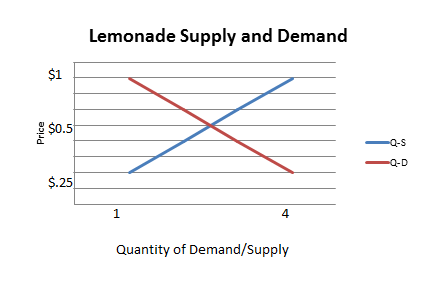 Lemonade Supply and Demand
$1
$0.5
$.25
Price
1
4
Quantity of Demand/Supply
Q-S
Q-D